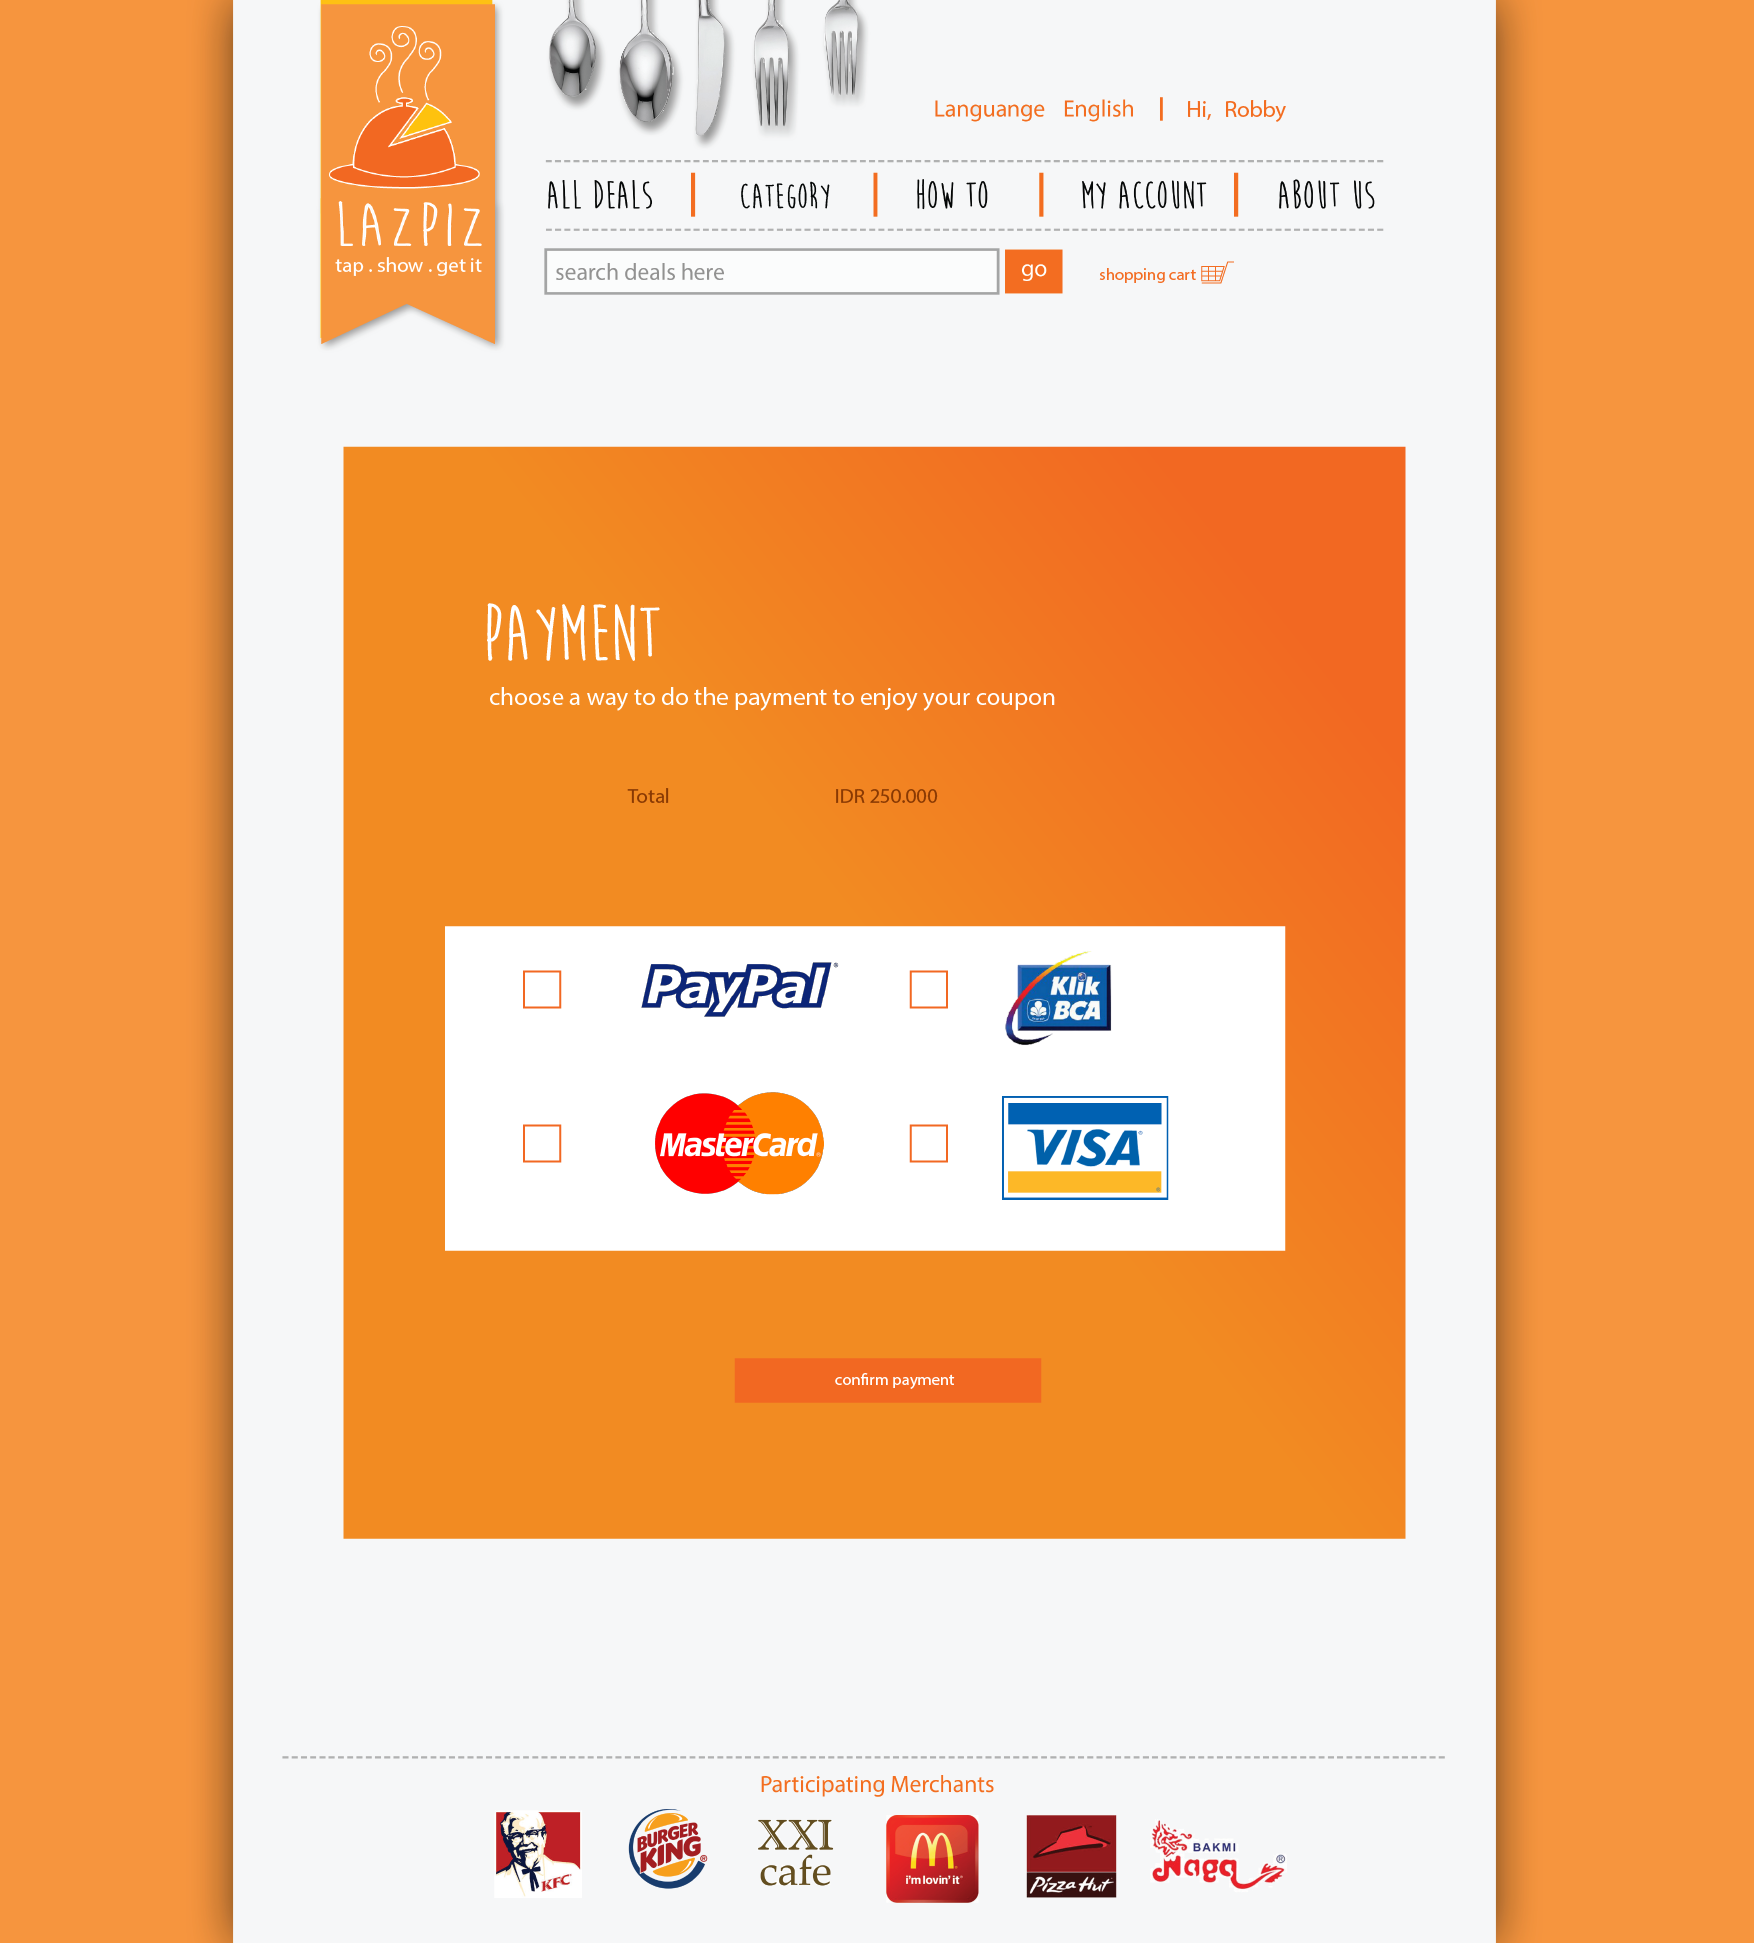 LAZPIZ
tap . show . get it
Languange English | Hi, Robby
ALL DEALS
CATEGORY
HOW TO
MY ACCOUNT
ABOUT US
search deals here
go
shopping cart
PAYMENT
choose a way to do the payment to enjoy your coupon
Total IDR 250.000
PayPal
Klik
BCA
MasterCard
VISA
confirm payment
Participating Merchants
KFC
BURGER
KING
XXI
cafe
i'm lovin' it
Pizza Hut
BAKMI
Naga